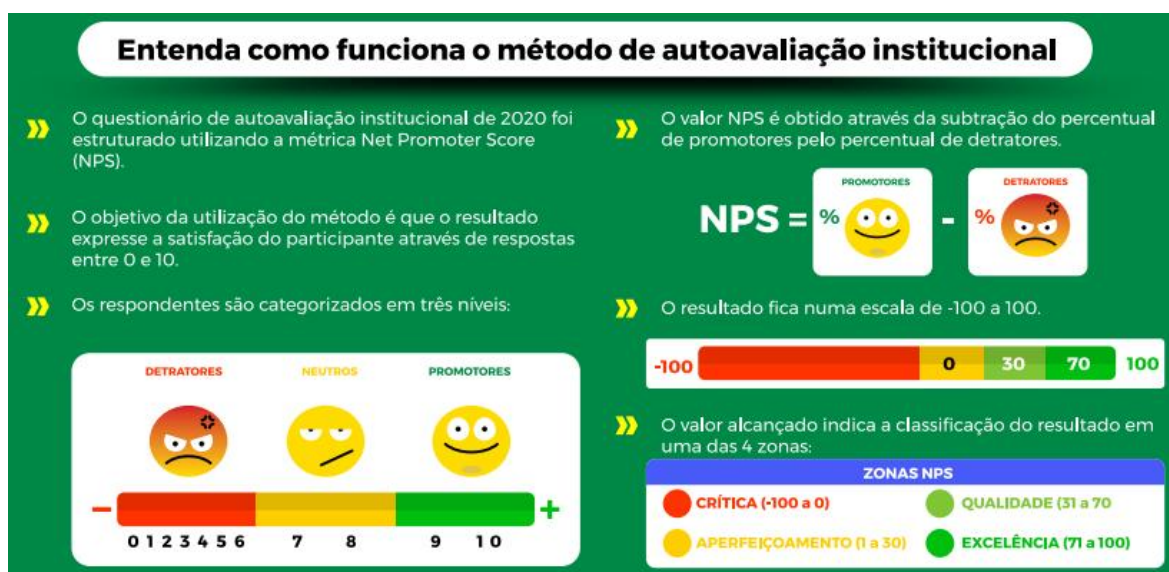 Entenda como funciona o método de autoavaliação institucional
O questionário de autoavaliação institucional de 2020 foi
estruturado utilizando a métrica Net Promoter Score
(NPS).
O objetivo da utilização do método é que o resultado
expresse a satisfação do participante através de respostas
entre 0 e 10.
Os respondentes são categorizados em três níveis:
DETRATORES NEUTROS PROMOTORES
- +
0 1 2 3 4 5 6 7 8 9 10
O valor NPS é obtido através da subtração do percentual
de promotores pelo percentual de detratores.
PROMOTORES DETRATORES
NPS = % - %
O resultado fica numa escala de -100 a 100.
-100 0 30 70 100
O valor alcançado indica a classificação do resultado em
uma das 4 zonas:
ZONAS NPS
CRÍTICA (-100 a 0) QUALIDADE (31 a 70
APERFEIÇOAMENTO (1 a 30) EXCELÊNCIA (71 a 100)